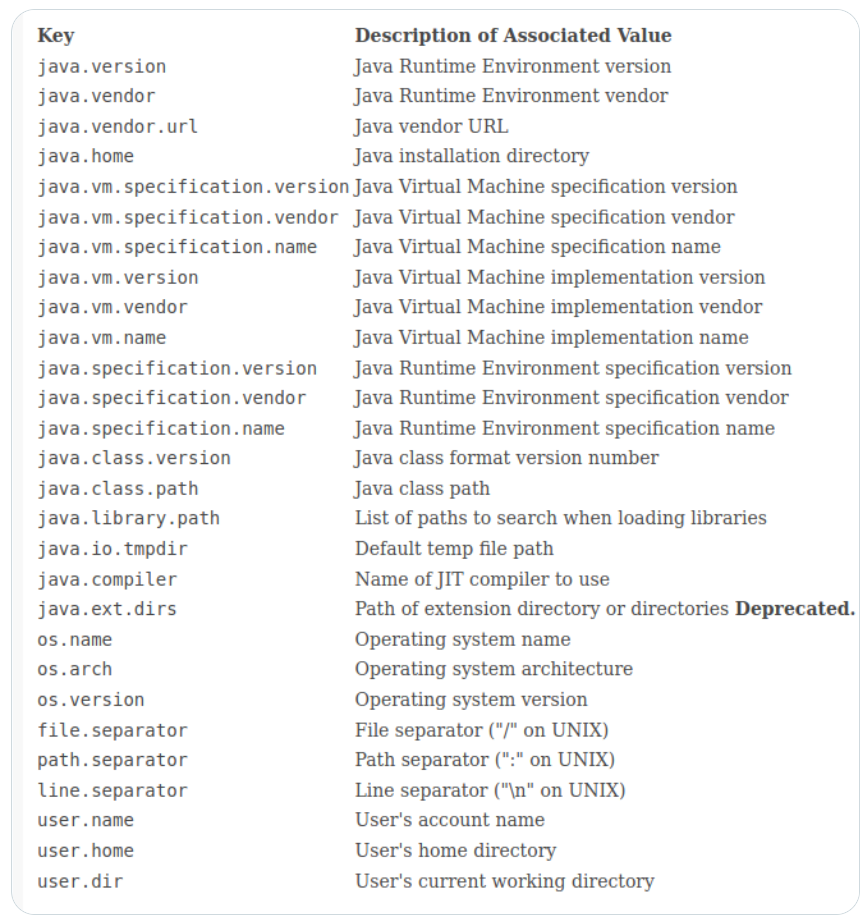 Key Description of Associated Value
java.version Java Runtime Environment version
java.vendor Java Runtime Environment vendor
java.vendor.url Java vendor URL
java.home Java installation directory
java.vm.specification.version Java Virtual Machine specification version
java.vm.specification.vendor Java Virtual Machine specification vendor
java.vm.specification.name Java Virtual Machine specification name
java.vm.version Java Virtual Machine implementation version
java.vm.vendor Java Virtual Machine implementation vendor
java.vm.name Java Virtual Machine implementation name
java.specification.version Java Runtime Environment specification version
java.specification.vendor Java Runtime Environment specification vendor
java.specification.name Java Runtime Environment specification name
java.class.version Java class format version number
java.class.path Java class path
java.library.path List of paths to search when loading libraries
java.io.tmpdir Default temp file path
java.compiler Name of JIT compiler to use
java.ext.dirs Path of extension directory or directories Deprecated.
os.name Operating system name
os.arch Operating system architecture
os.version Operating system version
file.separator File separator ("/" on UNIX)
path.separator Path separator (":" on UNIX)
line.separator Line separator ("\n" on UNIX)
user.name User's account name
user.home User's home directory
user.dir User's current working directory